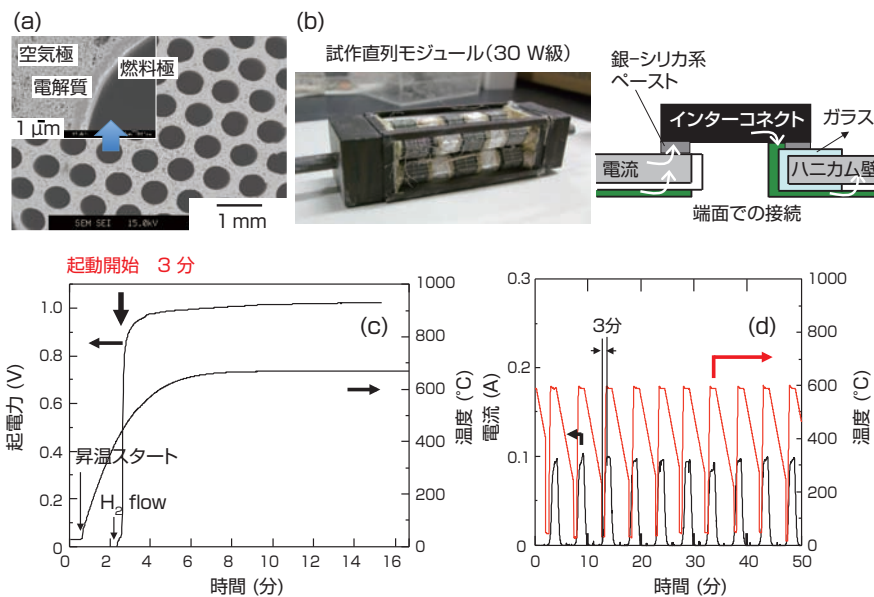 (a)
空気極
電解質
燃料極
1 μm
SEM SEI 15.0kV
1 mm
(b)
試作直列モジュール(30 W級)
銀−シリカ系
ペースト
インターコネクト
ガラス
電流
ハニカム壁
端面での接続
起動開始 3 分
(c)
起電力 (V)
1.0
0.8
0.6
0.4
0.2
0
昇温スタート
H2 flow
0 2 4 6 8 10 12 14 16
時間 (分)
1000
800
600
400
200
0
温度 (℃)
(d)
3分
電流 (A)
0.3
0.2
0.1
0
0 10 20 30 40 50
時間 (分)
1000
800
600
400
200
0
温度 (℃)